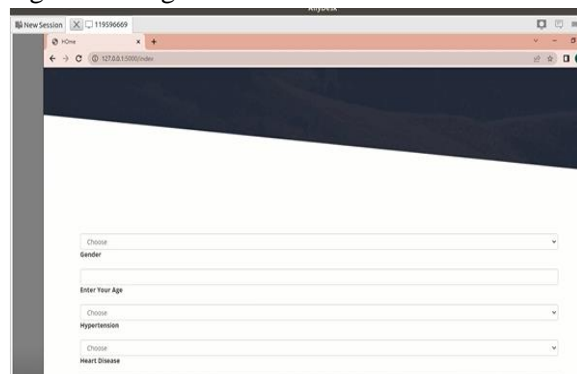 AnyDesk
New Session 119596669
HOme
127.0.0.1:5000/index
Choose
Gender
Enter Your Age
Choose
Hypertension
Choose
Heart Disease